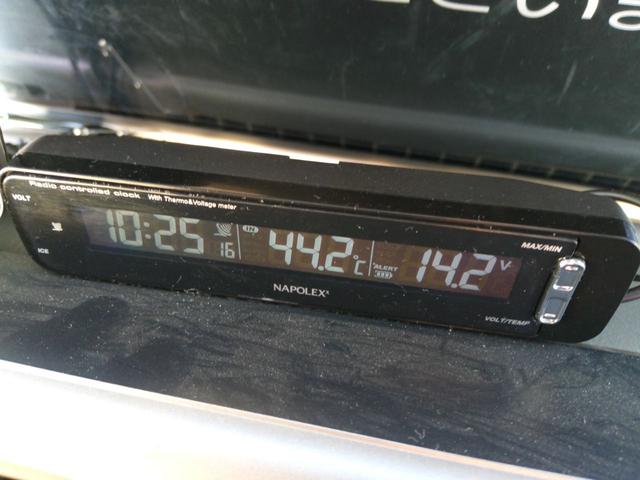 Radio controlled clock With Thermo&Voltage meter
VOLT
MAX/MIN
10:25 16 IN 44.2°C ALERT 14.2V
ICE
NAPOLEX
VOLT/TEMP